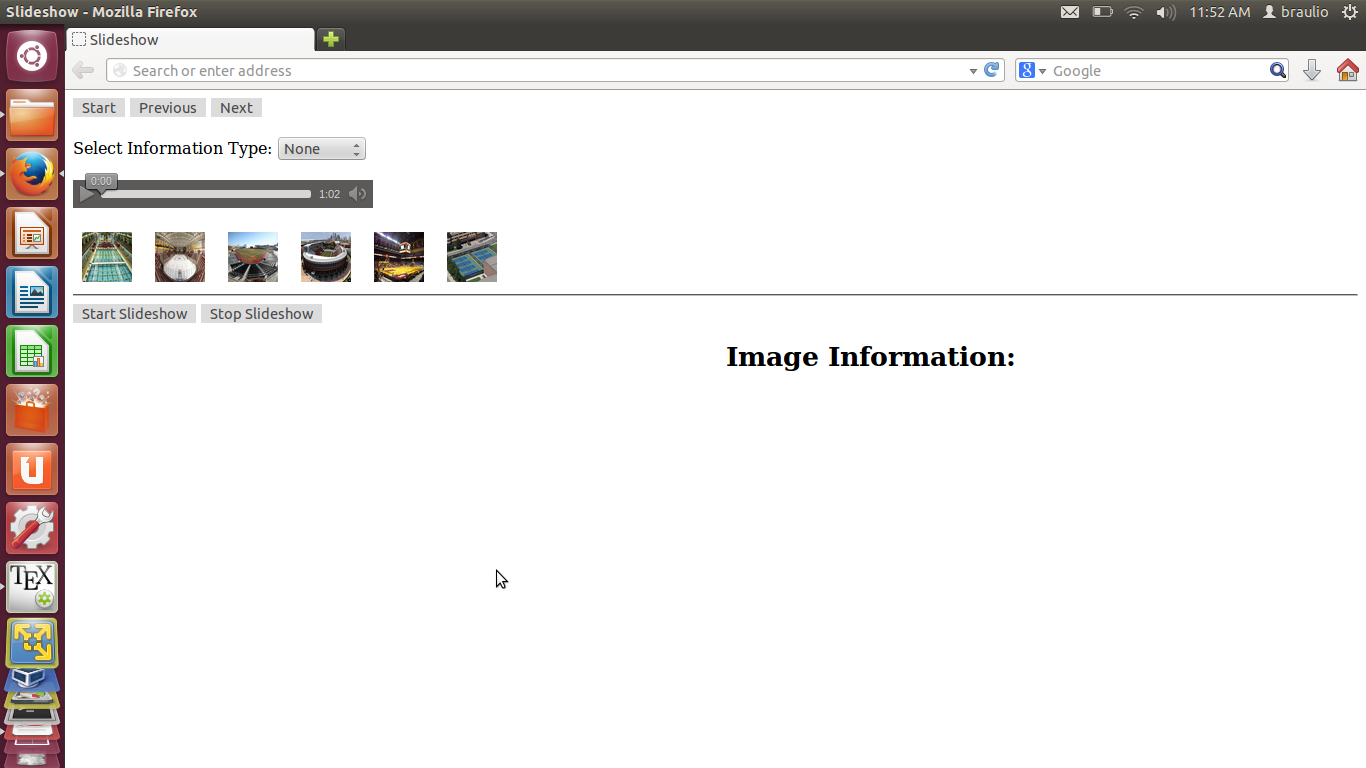 Slideshow - Mozilla Firefox
11:52 AM braulio
Slideshow
Search or enter address
Google
Start Previous Next
Select Information Type: None
0:00
1:02
Start Slideshow Stop Slideshow
Image Information:
TEX